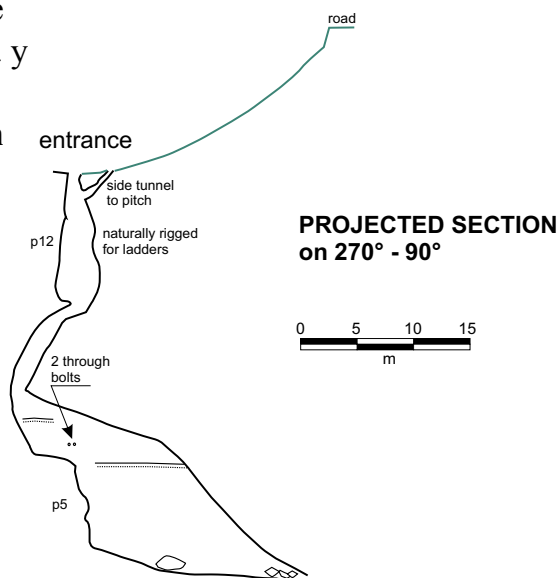 road
e
y
n
entrance
side tunnel
to pitch
p12
naturally rigged
for ladders
PROJECTED SECTION
on 270° - 90°
0 5 10 15
m
2 through
bolts
p5